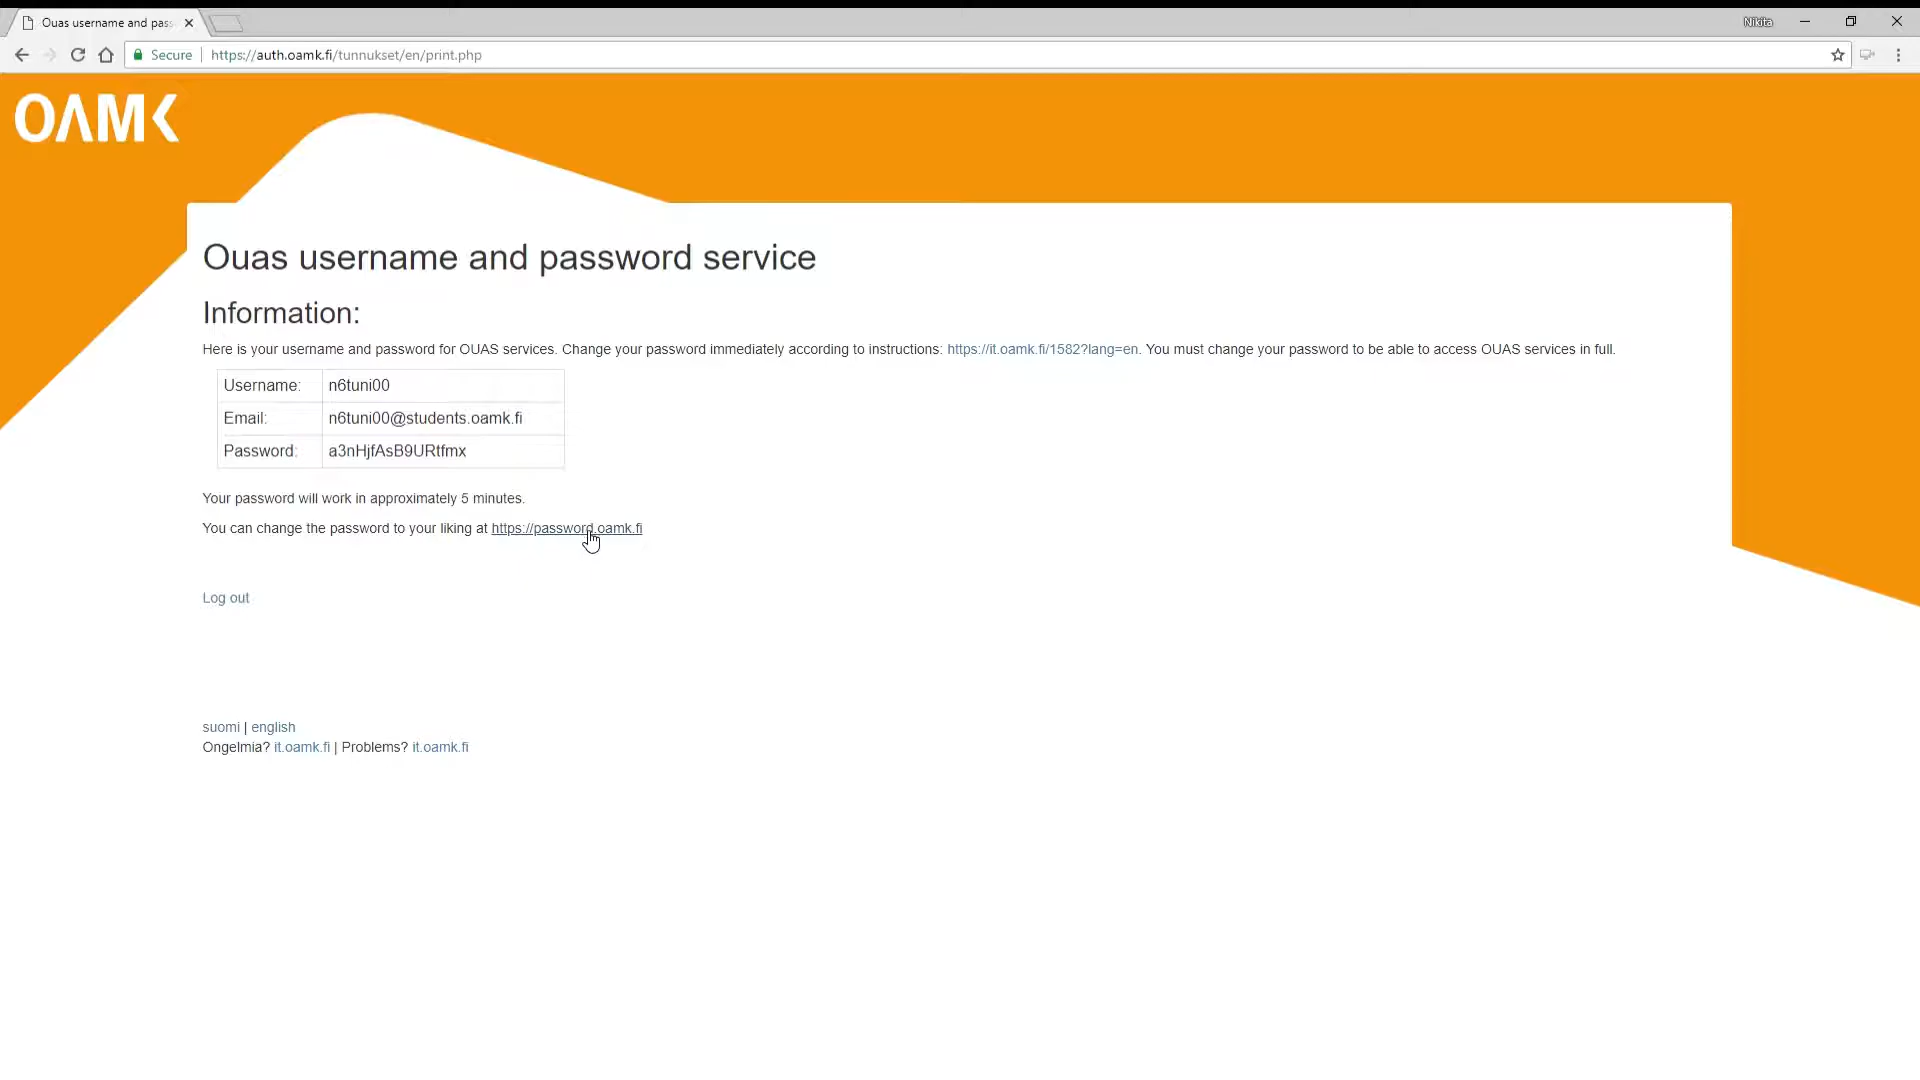 Ouas username and pas
Nikita
Secure
https://auth.oamk.fi/tunnukset/en/print.php
OAMK
Ouas username and password service
Information:
Here is your username and password for OUAS services. Change your password immediately according to instructions: https://it.oamk.fi/1582?lang=en. You must change your password to be able to access OUAS services in full.
Username: n6tuni00
Email: n6tuni00@students.oamk.fi
Password: a3nHjfAsB9URtfmx
Your password will work in approximately 5 minutes.
You can change the password to your liking at https://password.oamk.fi
Log out
suomi | english
Ongelmia? it.oamk.fi | Problems? it.oamk.fi